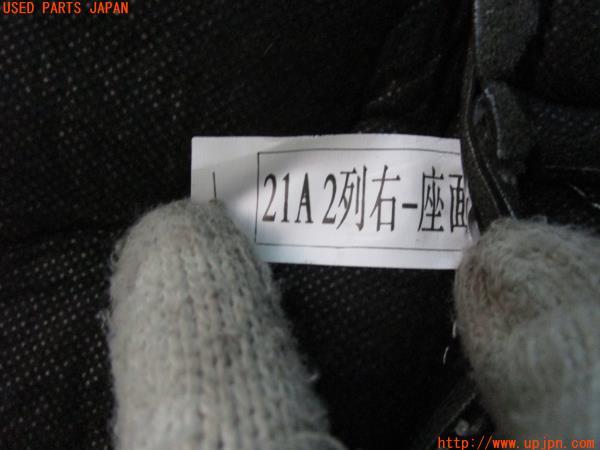 USED PARTS JAPAN
21A 2列右-座面
http://www.upjpn.com/